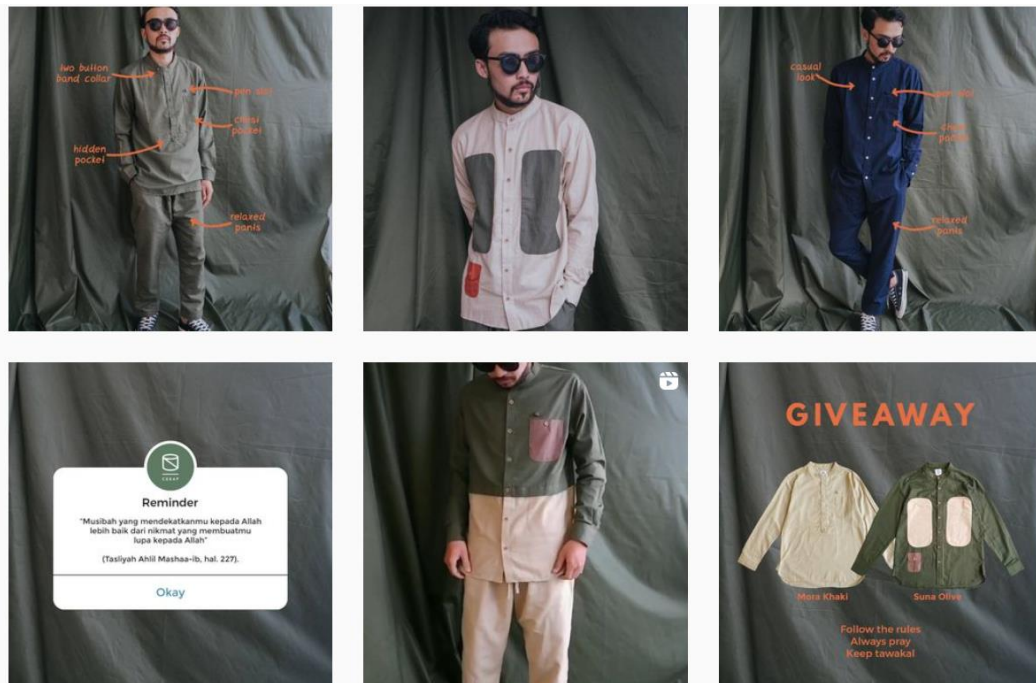 two button
band collar
pen slot
chest
pocket
hidden
pocket
relaxed
pants
casual
look
pen slot
chest
pocket
relaxed
pants
Reminder
"Musibah yang mendekatkanmu kepada Allah
lebih baik dari nikmat yang membuatmu
lupa kepada Allah"
(Tasliyah Ahlil Mashaa-ib, hal. 227).
Okay
GIVEAWAY
Mora Khaki
Suna Olive
Follow the rules
Always pray
Keep tawakal